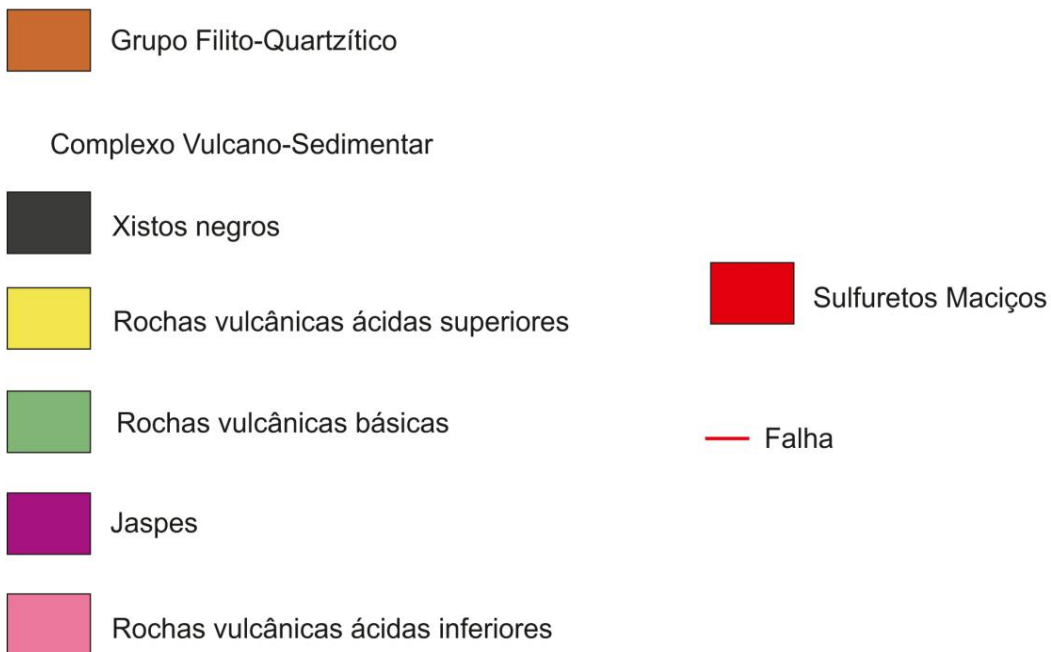 Grupo Filito-Quartzítico
Complexo Vulcano-Sedimentar
Xistos negros
Rochas vulcânicas ácidas superiores
Rochas vulcânicas básicas
Jaspes
Rochas vulcânicas ácidas inferiores
Sulfuretos Maciços
Falha